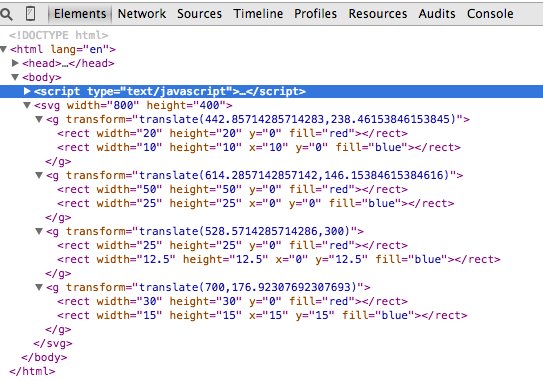 Elements Network Sources Timeline Profiles Resources Audits Console
<!DOCTYPE html>
<html lang="en">
<head>…</head>
<body>
<script type="text/javascript">…</script>
<svg width="800" height="400">
<g transform="translate(442.85714285714283,238.46153846153845)">
<rect width="20" height="20" y="0" fill="red"></rect>
<rect width="10" height="10" x="10" y="0" fill="blue"></rect>
</g>
<g transform="translate(614.2857142857142,146.15384615384616)">
<rect width="50" height="50" y="0" fill="red"></rect>
<rect width="25" height="25" x="0" y="0" fill="blue"></rect>
</g>
<g transform="translate(528.5714285714286,300)">
<rect width="25" height="25" y="0" fill="red"></rect>
<rect width="12.5" height="12.5" x="0" y="12.5" fill="blue"></rect>
</g>
<g transform="translate(700,176.92307692307693)">
<rect width="30" height="30" y="0" fill="red"></rect>
<rect width="15" height="15" x="15" y="15" fill="blue"></rect>
</g>
</svg>
</body>
</html>